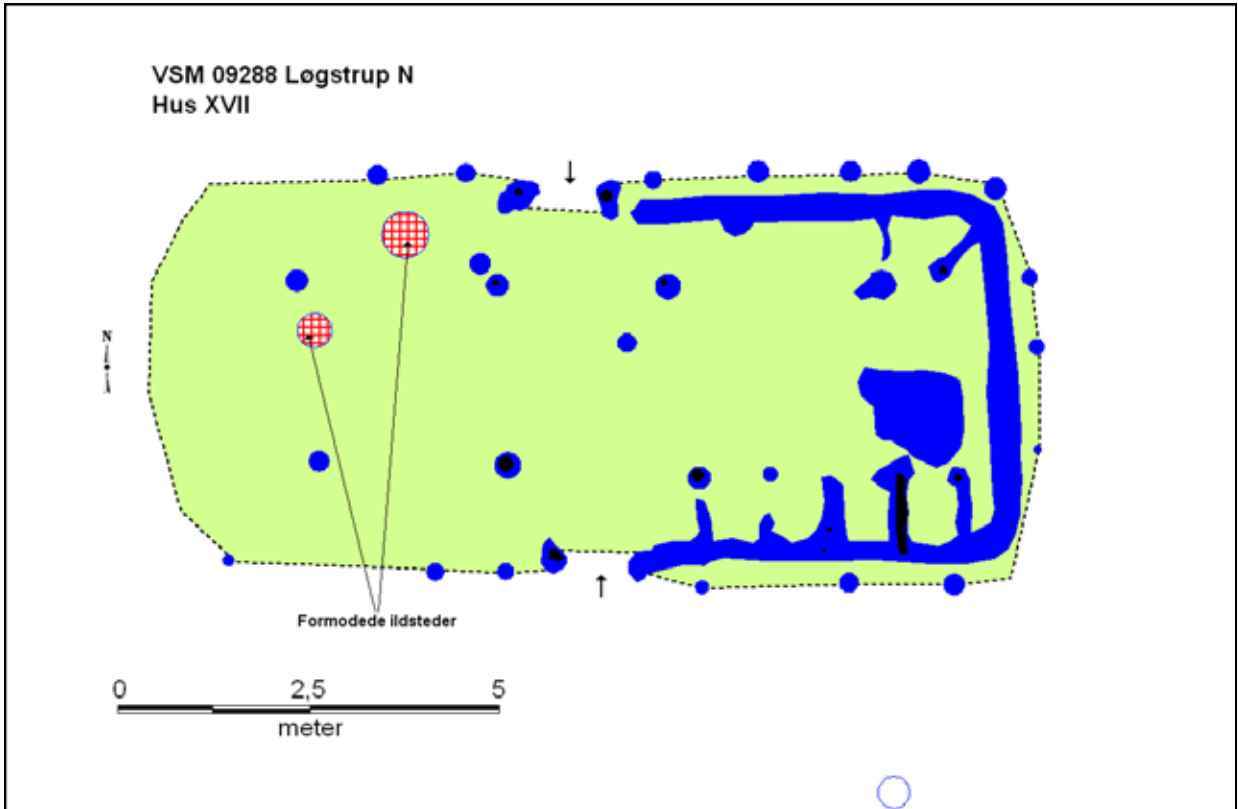 VSM 09288 Løgstrup N
Hus XVII
N
Formodede ildsteder
0 2,5 5
meter